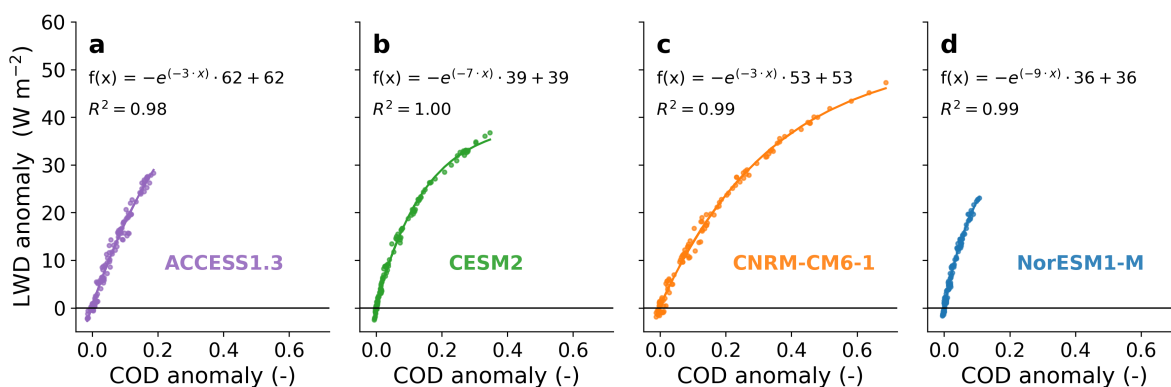 LWD anomaly (W m⁻²)
60
50
40
30
20
10
0
a
f(x) = −e^(−3·x) · 62 + 62
R² = 0.98
ACCESS1.3
0.0 0.2 0.4 0.6
COD anomaly (-)
b
f(x) = −e^(−7·x) · 39 + 39
R² = 1.00
CESM2
0.0 0.2 0.4 0.6
COD anomaly (-)
c
f(x) = −e^(−3·x) · 53 + 53
R² = 0.99
CNRM-CM6-1
0.0 0.2 0.4 0.6
COD anomaly (-)
d
f(x) = −e^(−9·x) · 36 + 36
R² = 0.99
NorESM1-M
0.0 0.2 0.4 0.6
COD anomaly (-)